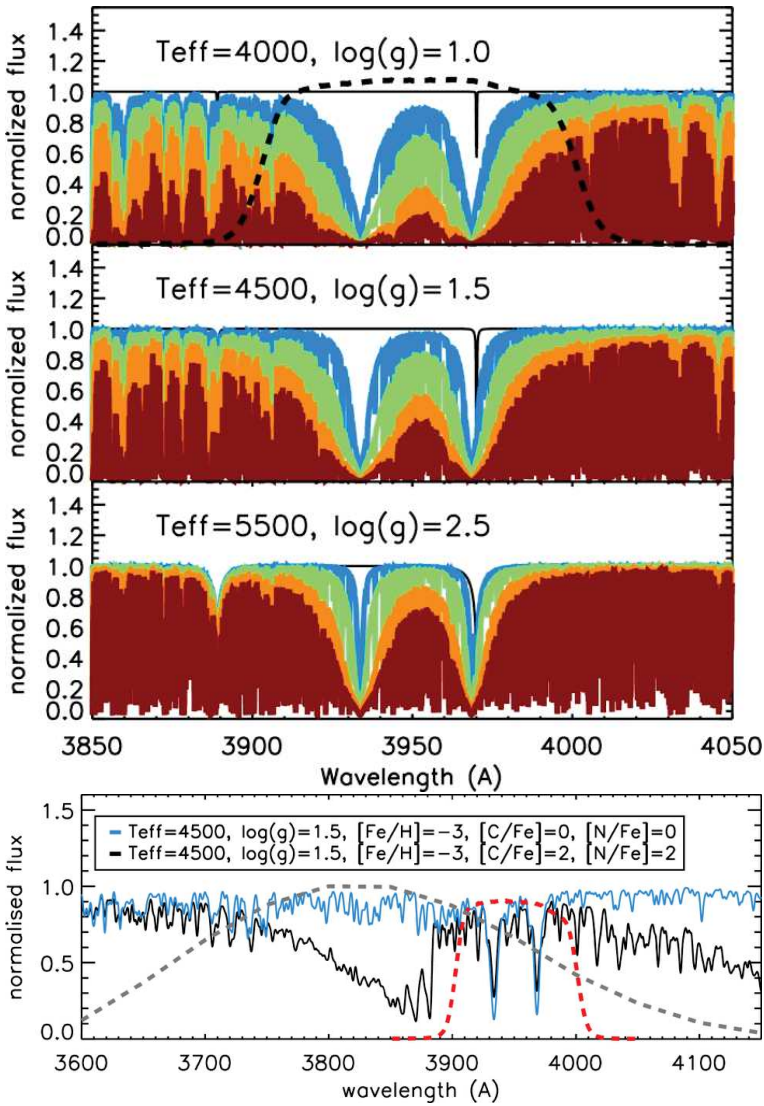 Teff=4000, log(g)=1.0
normalized flux
1.4
1.2
1.0
0.8
0.6
0.4
0.2
0.0
Teff=4500, log(g)=1.5
normalized flux
1.4
1.2
1.0
0.8
0.6
0.4
0.2
0.0
Teff=5500, log(g)=2.5
normalized flux
1.4
1.2
1.0
0.8
0.6
0.4
0.2
0.0
3850 3900 3950 4000 4050
Wavelength (A)
normalised flux
1.5
1.0
0.5
0.0
Teff=4500, log(g)=1.5, [Fe/H]=−3, [C/Fe]=0, [N/Fe]=0
Teff=4500, log(g)=1.5, [Fe/H]=−3, [C/Fe]=2, [N/Fe]=2
3600 3700 3800 3900 4000 4100
wavelength (A)